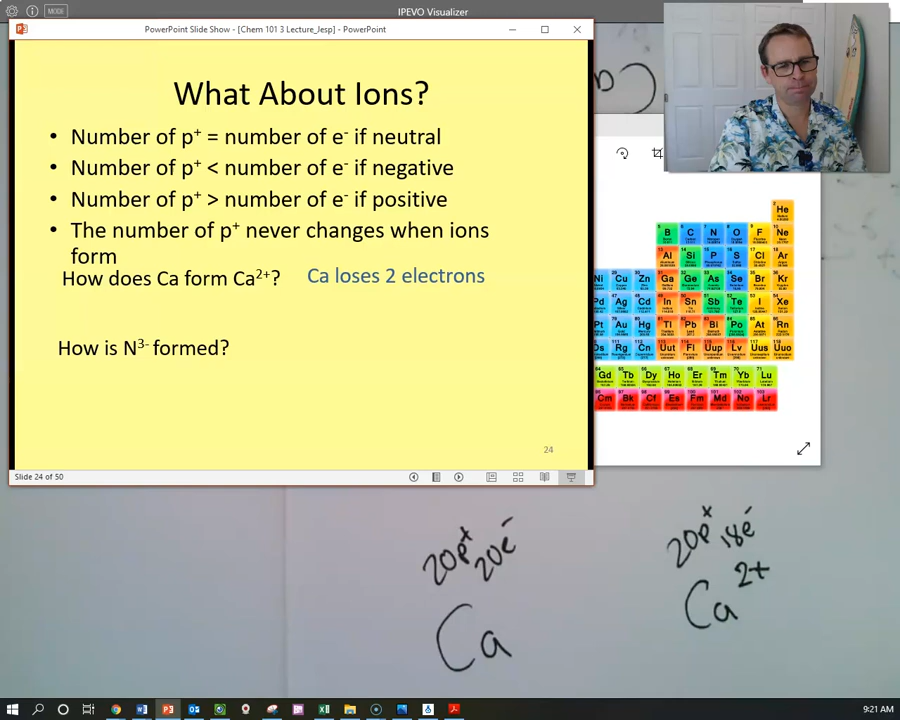 MODE
IPEVO Visualizer
PowerPoint Slide Show - [Chem 101 3 Lecture_Jesp] - PowerPoint
What About Ions?
• Number of p⁺ = number of e⁻ if neutral
• Number of p⁺ < number of e⁻ if negative
• Number of p⁺ > number of e⁻ if positive
• The number of p⁺ never changes when ions
form
How does Ca form Ca²⁺? Ca loses 2 electrons
How is N³⁻ formed?
24
Slide 24 of 50
He
B C N O F Ne
Al Si P S Cl Ar
Ni Cu Zn Ga Ge As Se Br Kr
Pd Ag Cd In Sn Sb Te I Xe
Pt Au Hg Tl Pb Bi Po At Rn
Ds Rg Cn Uut Fl Uup Lv Uus Uuo
Gd Tb Dy Ho Er Tm Yb Lu
Cm Bk Cf Es Fm Md No Lr
20p⁺ 20e⁻
Ca
20p⁺ 18e⁻
Ca²⁺
9:21 AM